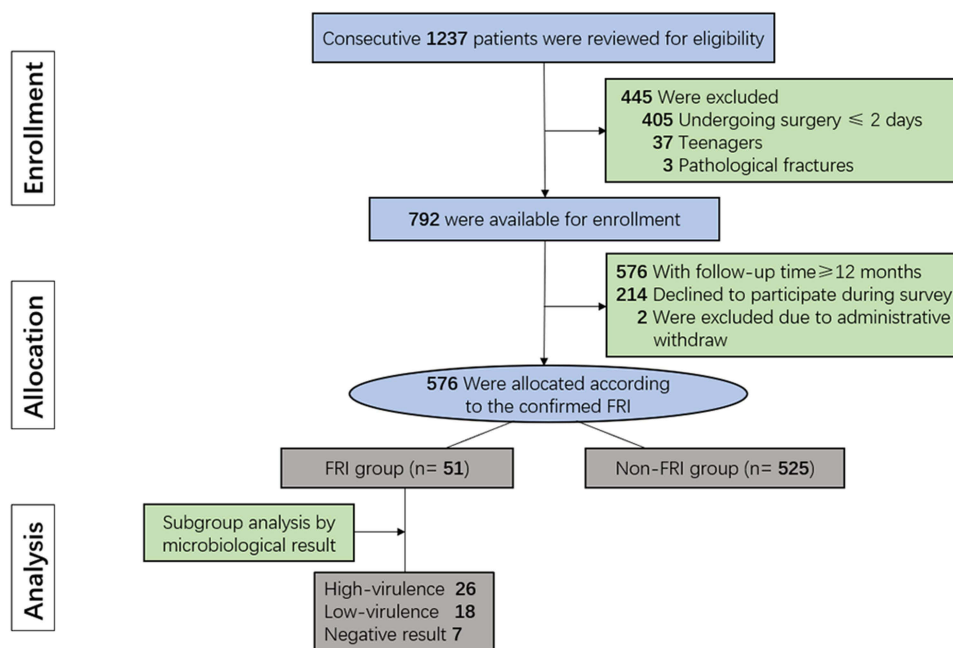 Enrollment
Consecutive 1237 patients were reviewed for eligibility
445 Were excluded
405 Undergoing surgery ≤ 2 days
37 Teenagers
3 Pathological fractures
792 were available for enrollment
Allocation
576 With follow-up time≥12 months
214 Declined to participate during survey
2 Were excluded due to administrative
withdraw
576 Were allocated according
to the confirmed FRI
FRI group (n= 51)
Non-FRI group (n= 525)
Analysis
Subgroup analysis by
microbiological result
High-virulence 26
Low-virulence 18
Negative result 7